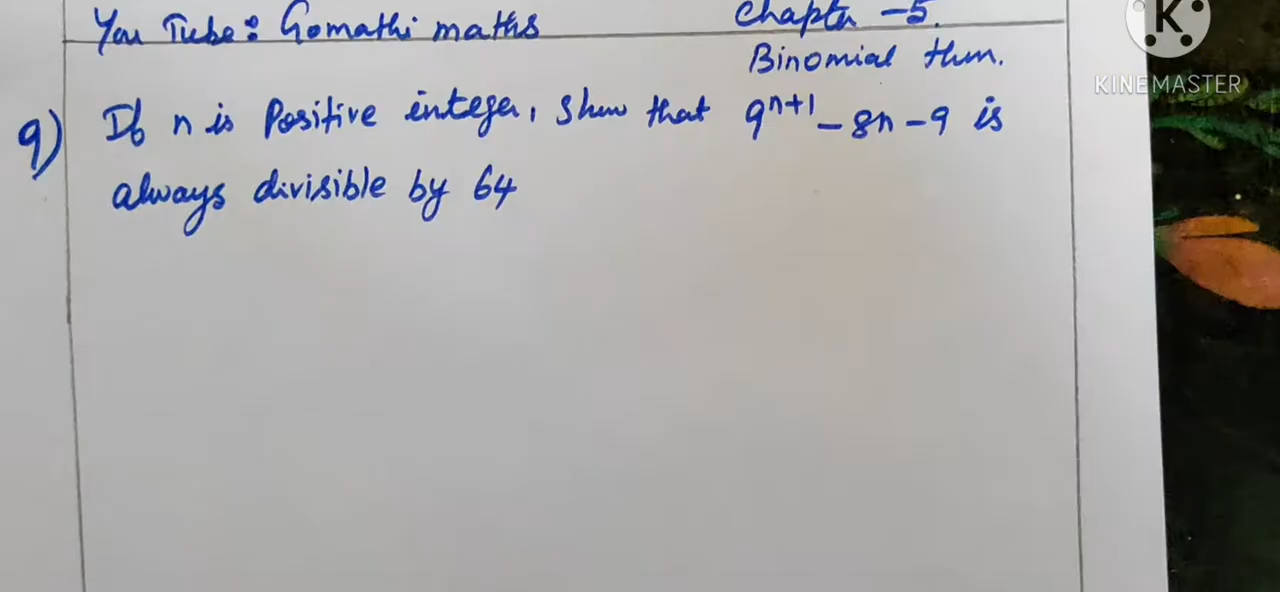 You Tube: Gomathi maths
Chapter -5.
Binomial thm.
K
KINEMASTER
9) If n is Positive integer, show that 9ⁿ⁺¹ - 8n - 9 is
always divisible by 64